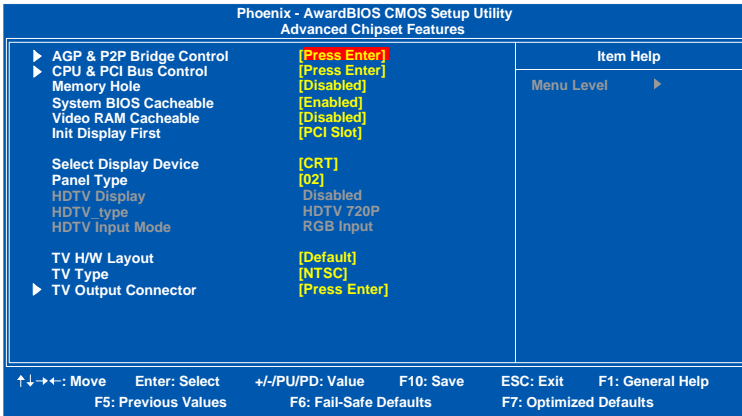 Phoenix - AwardBIOS CMOS Setup Utility
Advanced Chipset Features
AGP & P2P Bridge Control [Press Enter]
CPU & PCI Bus Control [Press Enter]
Memory Hole [Disabled]
System BIOS Cacheable [Enabled]
Video RAM Cacheable [Disabled]
Init Display First [PCI Slot]
Select Display Device [CRT]
Panel Type [02]
HDTV Display Disabled
HDTV_type HDTV 720P
HDTV Input Mode RGB Input
TV H/W Layout [Default]
TV Type [NTSC]
TV Output Connector [Press Enter]
Item Help
Menu Level
↑↓→←: Move Enter: Select +/-/PU/PD: Value F10: Save ESC: Exit F1: General Help
F5: Previous Values F6: Fail-Safe Defaults F7: Optimized Defaults